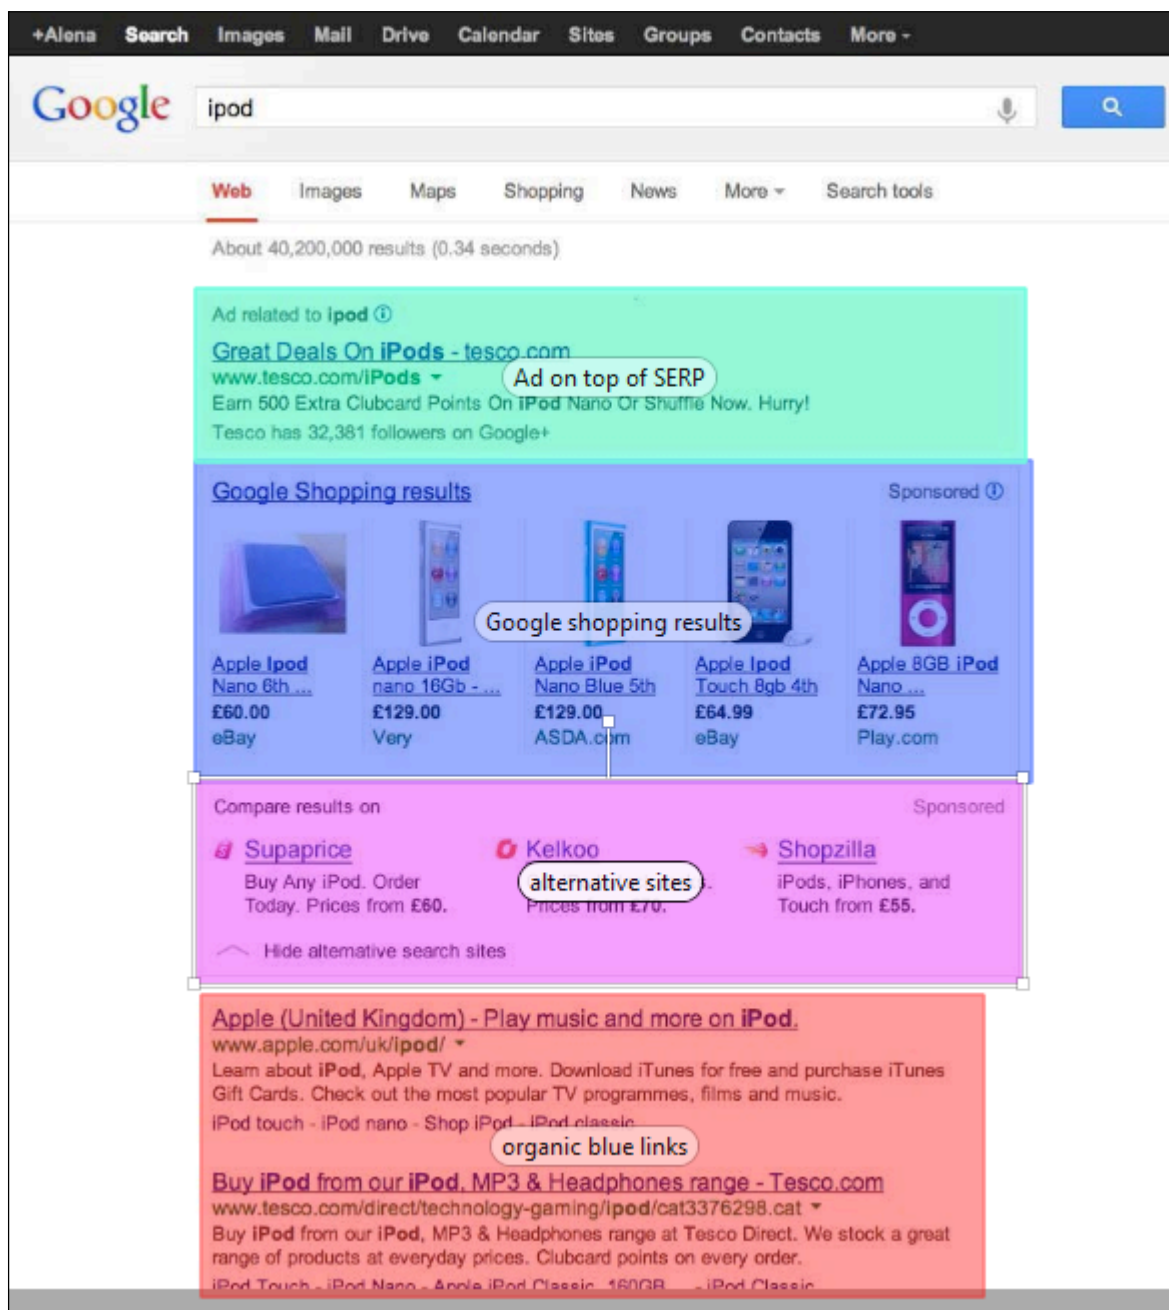 +Alena Search Images Mail Drive Calendar Sites Groups Contacts More
Google ipod
Web Images Maps Shopping News More Search tools
About 40,200,000 results (0.34 seconds)
Ad related to ipod
Great Deals On iPods - tesco.com
www.tesco.com/iPods
Ad on top of SERP
Earn 500 Extra Clubcard Points On iPod Nano Or Shuffle Now. Hurry!
Tesco has 32,381 followers on Google+
Google Shopping results Sponsored
Google shopping results
Apple Ipod Apple iPod Apple iPod Apple Ipod Apple 8GB iPod
Nano 6th ... nano 16Gb - ... Nano Blue 5th Touch 8gb 4th Nano ...
£60.00 £129.00 £129.00 £64.99 £72.95
eBay Very ASDA.com eBay Play.com
Compare results on Sponsored
Supaprice Kelkoo Shopzilla
Buy Any iPod. Order alternative sites iPods, iPhones, and
Today. Prices from £60. Prices from £70. Touch from £55.
Hide alternative search sites
Apple (United Kingdom) - Play music and more on iPod.
www.apple.com/uk/ipod/
Learn about iPod, Apple TV and more. Download iTunes for free and purchase iTunes
Gift Cards. Check out the most popular TV programmes, films and music.
iPod touch - iPod nano - Shop iPod - iPod classic
organic blue links
Buy iPod from our iPod, MP3 & Headphones range - Tesco.com
www.tesco.com/direct/technology-gaming/ipod/cat3376298.cat
Buy iPod from our iPod, MP3 & Headphones range at Tesco Direct. We stock a great
range of products at everyday prices. Clubcard points on every order.
iPod Touch - iPod Nano - Apple iPod Classic, 160GB ... - iPod Classic